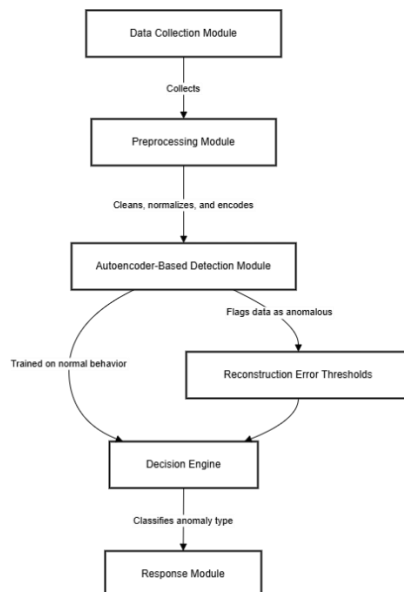 Data Collection Module
Collects
Preprocessing Module
Cleans, normalizes, and encodes
Autoencoder-Based Detection Module
Flags data as anomalous
Trained on normal behavior
Reconstruction Error Thresholds
Decision Engine
Classifies anomaly type
Response Module